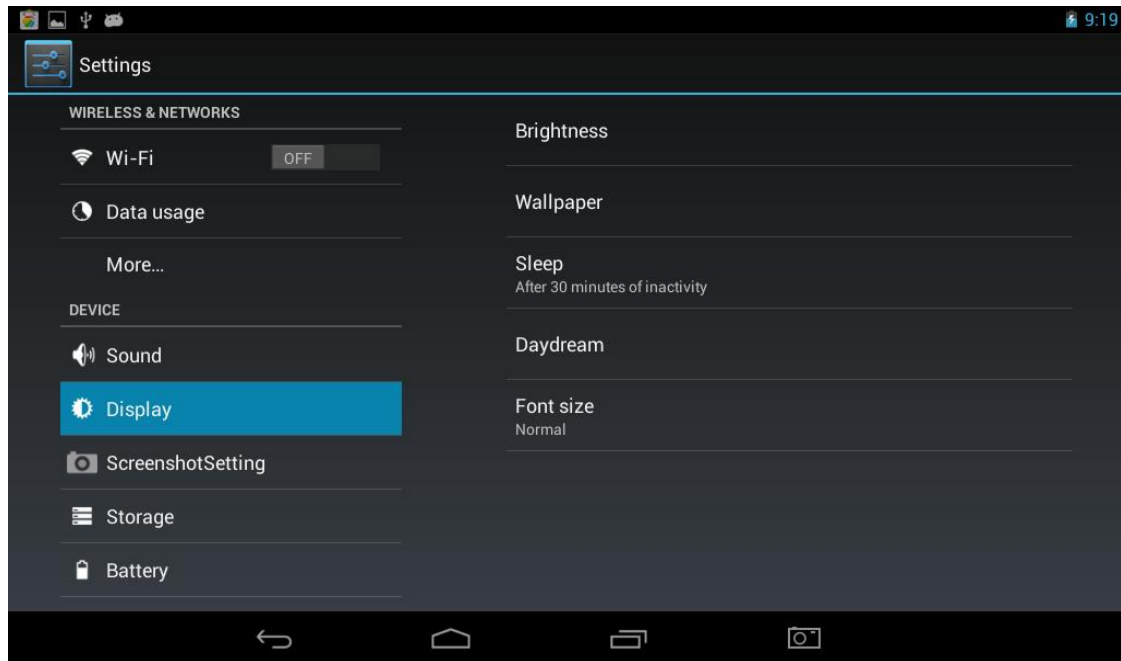 9:19
Settings
WIRELESS & NETWORKS
Wi-Fi
OFF
Data usage
More...
DEVICE
Sound
Display
ScreenshotSetting
Storage
Battery
Brightness
Wallpaper
Sleep
After 30 minutes of inactivity
Daydream
Font size
Normal